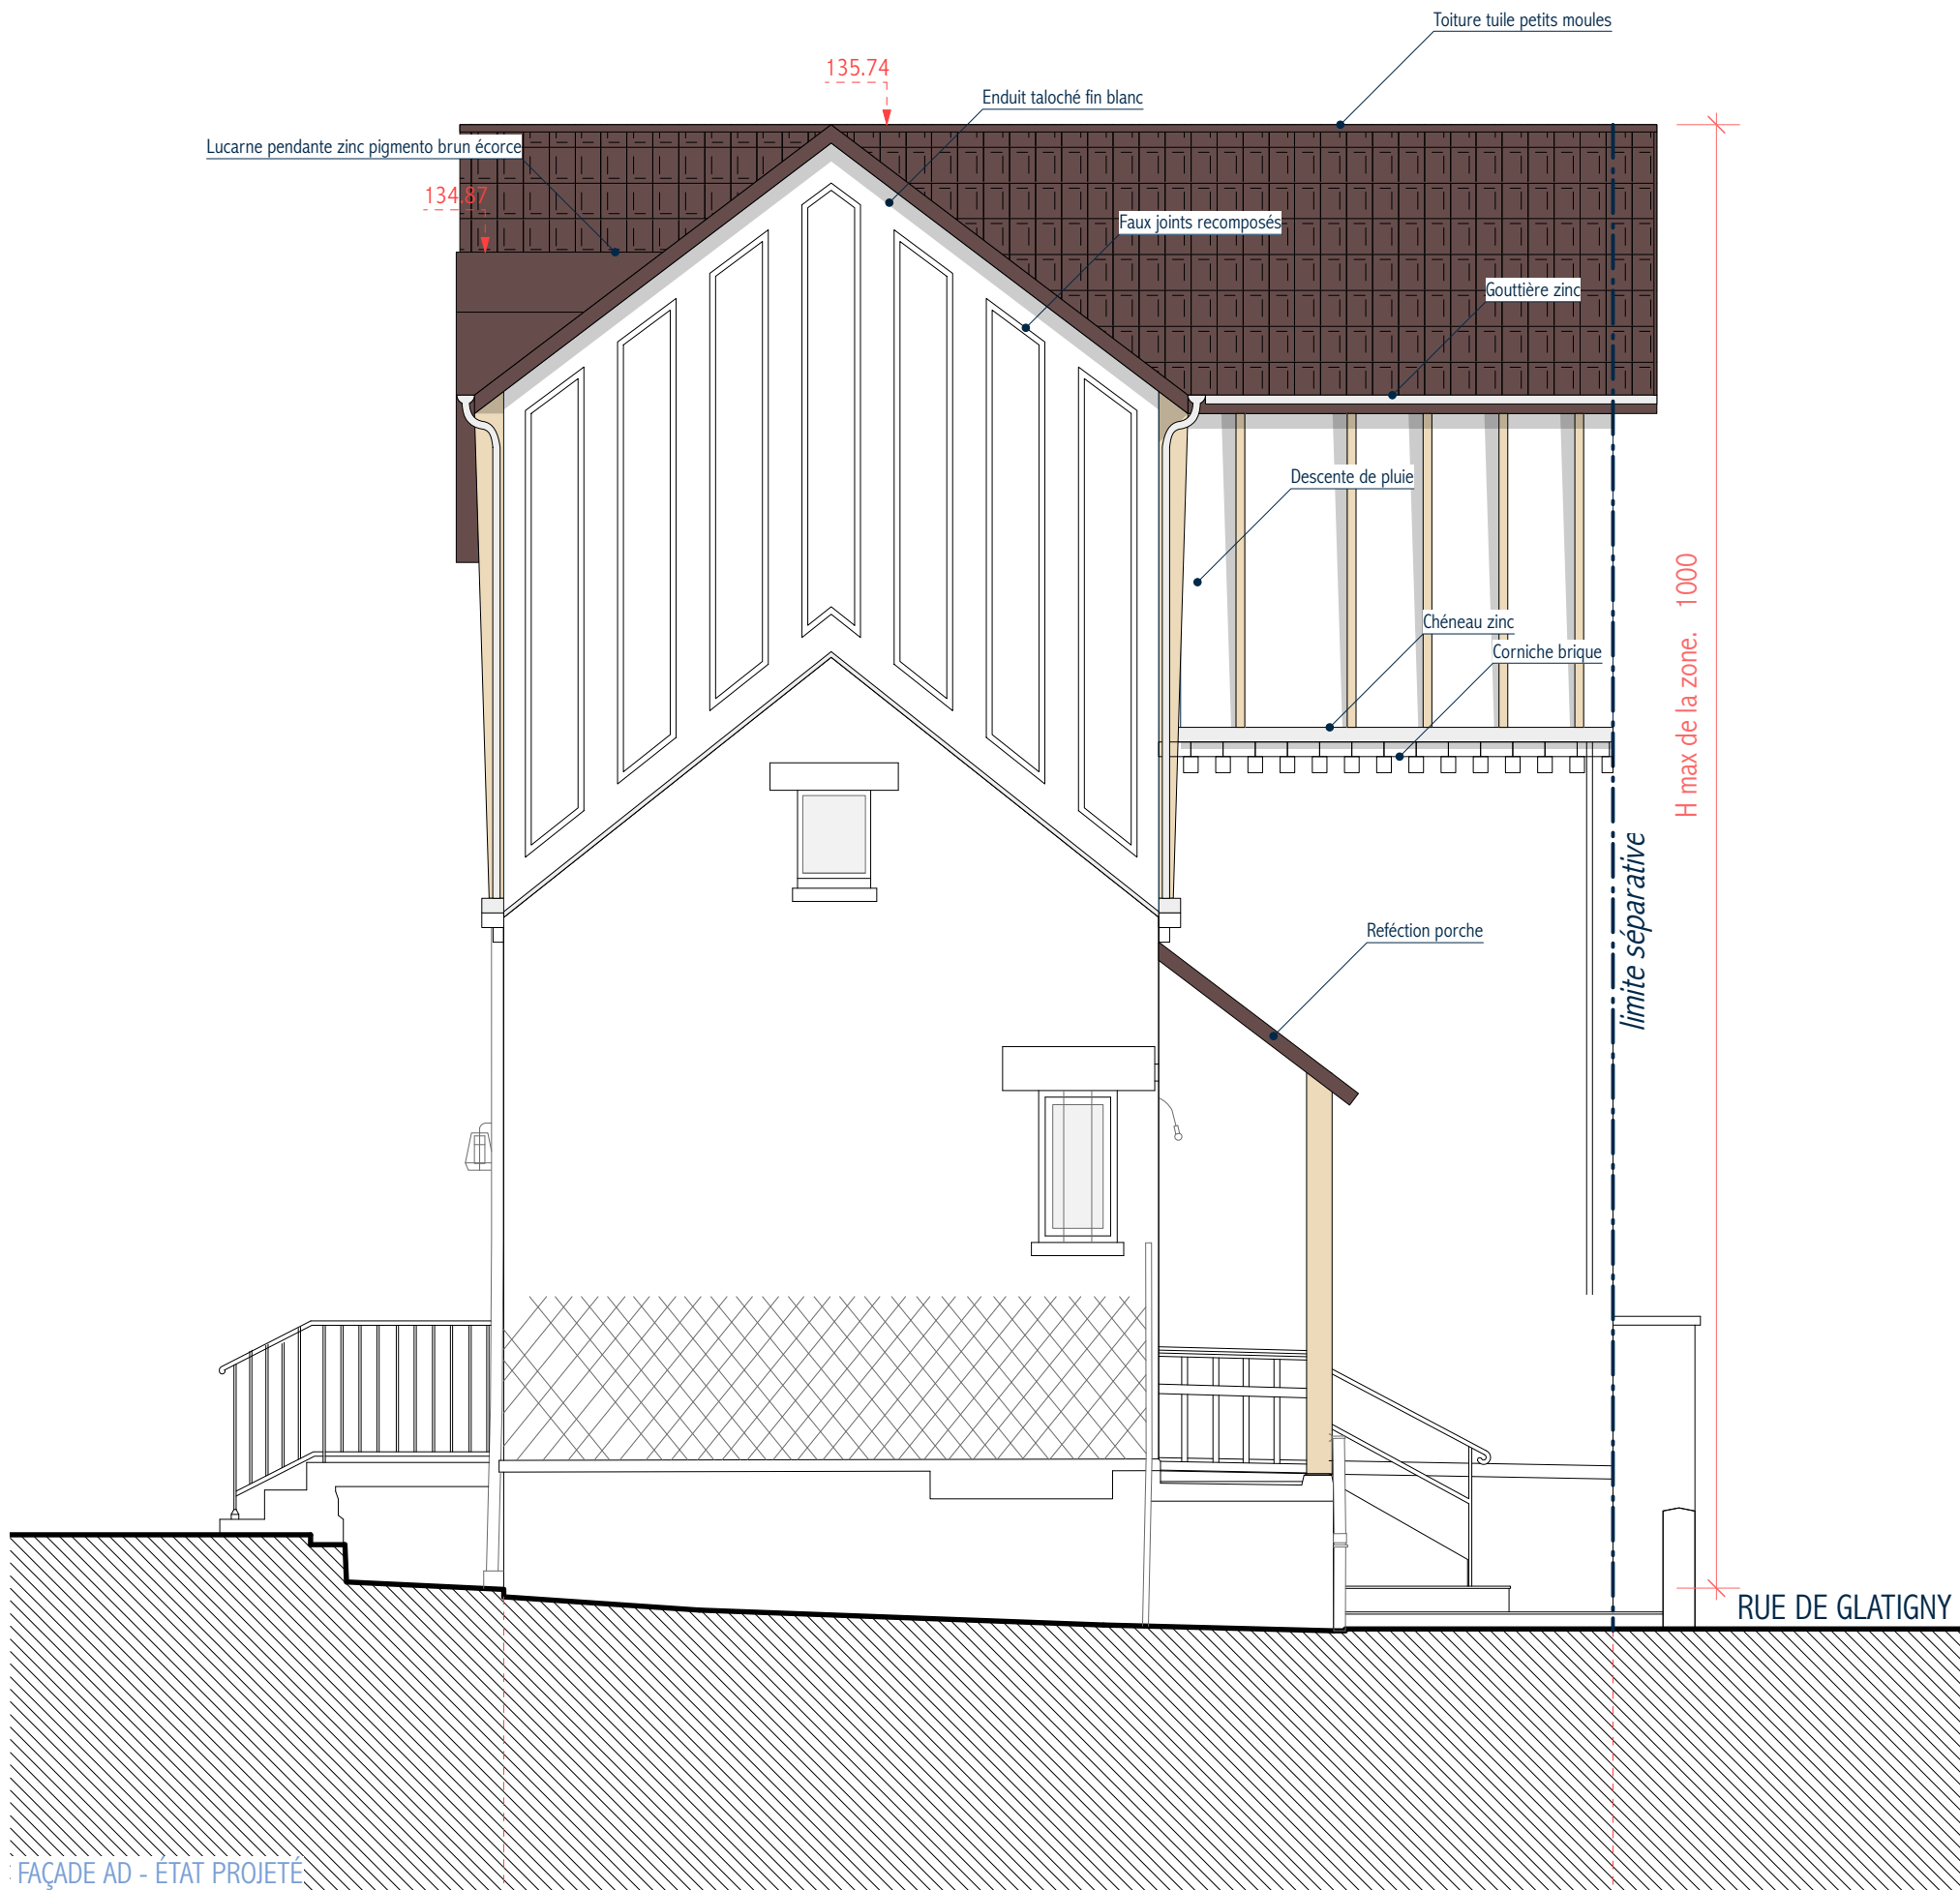 Toiture tuile petits moules
135.74
Enduit taloché fin blanc
Lucarne pendante zinc pigmento brun écorce
134.87
Faux joints recomposés
Gouttière zinc
Descente de pluie
H max de la zone. 1000
Chéneau zinc
Corniche brique
limite séparative
Reféction porche
RUE DE GLATIGNY
FAÇADE AD - ÉTAT PROJETÉ